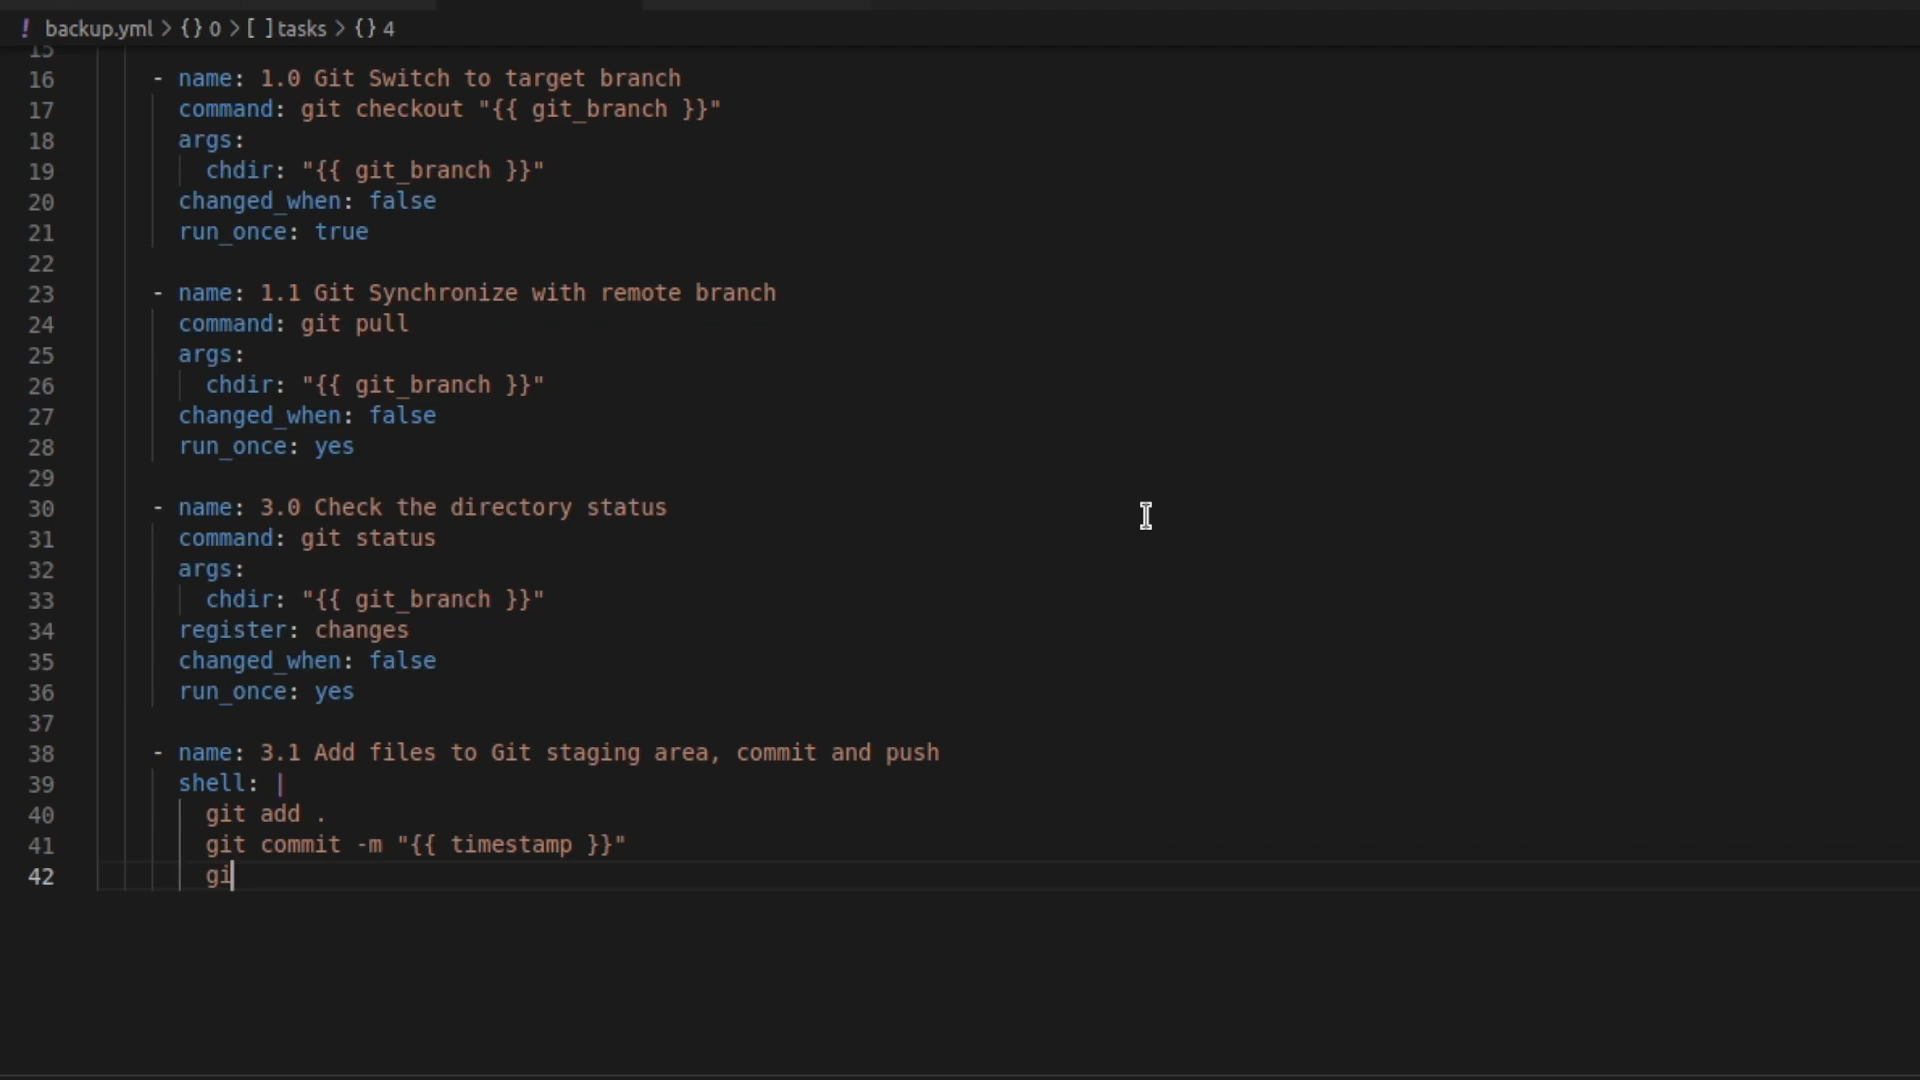 ! backup.yml > {} 0 > [ ] tasks > {} 4
15
16 - name: 1.0 Git Switch to target branch
17 command: git checkout "{{ git_branch }}"
18 args:
19 chdir: "{{ git_branch }}"
20 changed_when: false
21 run_once: true
22
23 - name: 1.1 Git Synchronize with remote branch
24 command: git pull
25 args:
26 chdir: "{{ git_branch }}"
27 changed_when: false
28 run_once: yes
29
30 - name: 3.0 Check the directory status
31 command: git status
32 args:
33 chdir: "{{ git_branch }}"
34 register: changes
35 changed_when: false
36 run_once: yes
37
38 - name: 3.1 Add files to Git staging area, commit and push
39 shell: |
40 git add .
41 git commit -m "{{ timestamp }}"
42 gi